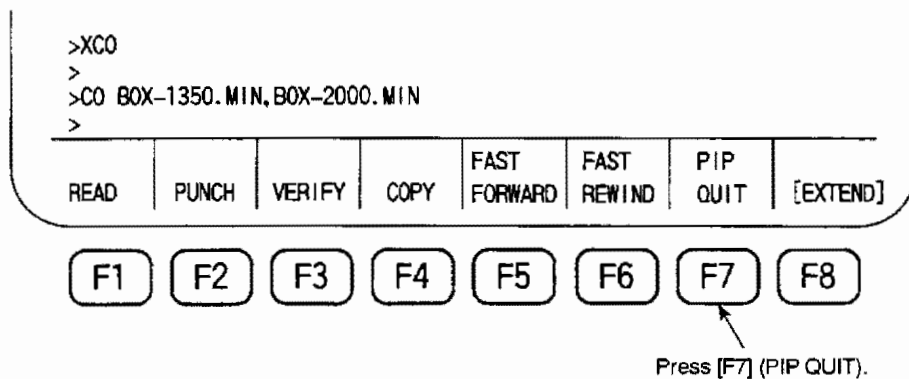 >XCO
>
>CO BOX-1350.MIN,BOX-2000.MIN
>
READ PUNCH VERIFY COPY FAST FORWARD FAST REWIND PIP QUIT [EXTEND]
F1 F2 F3 F4 F5 F6 F7 F8
Press [F7] (PIP QUIT).